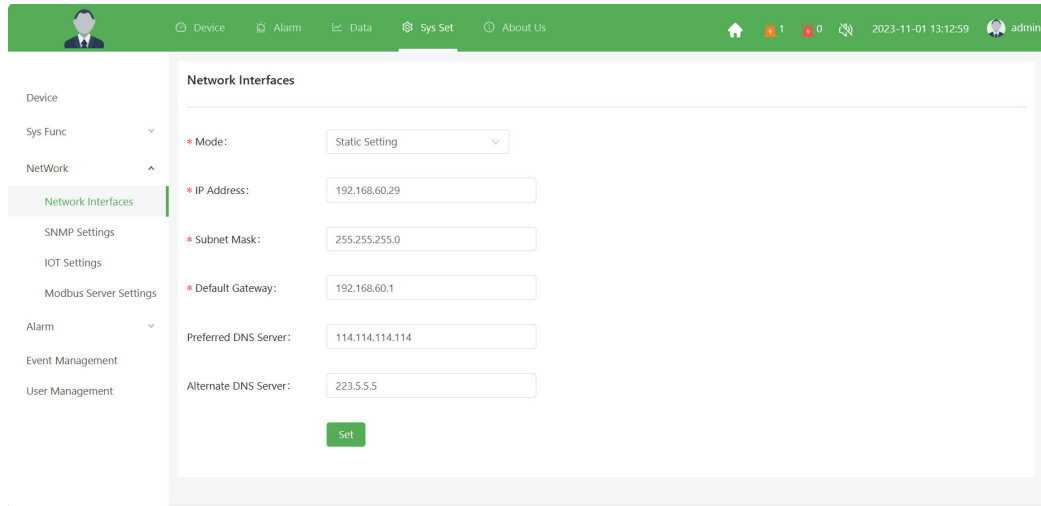 Device Alarm Data Sys Set About Us 1 0 2023-11-01 13:12:59 admin
Device
Sys Func
NetWork
Network Interfaces
SNMP Settings
IOT Settings
Modbus Server Settings
Alarm
Event Management
User Management
Network Interfaces
* Mode: Static Setting
* IP Address: 192.168.60.29
* Subnet Mask: 255.255.255.0
* Default Gateway: 192.168.60.1
Preferred DNS Server: 114.114.114.114
Alternate DNS Server: 223.5.5.5
Set